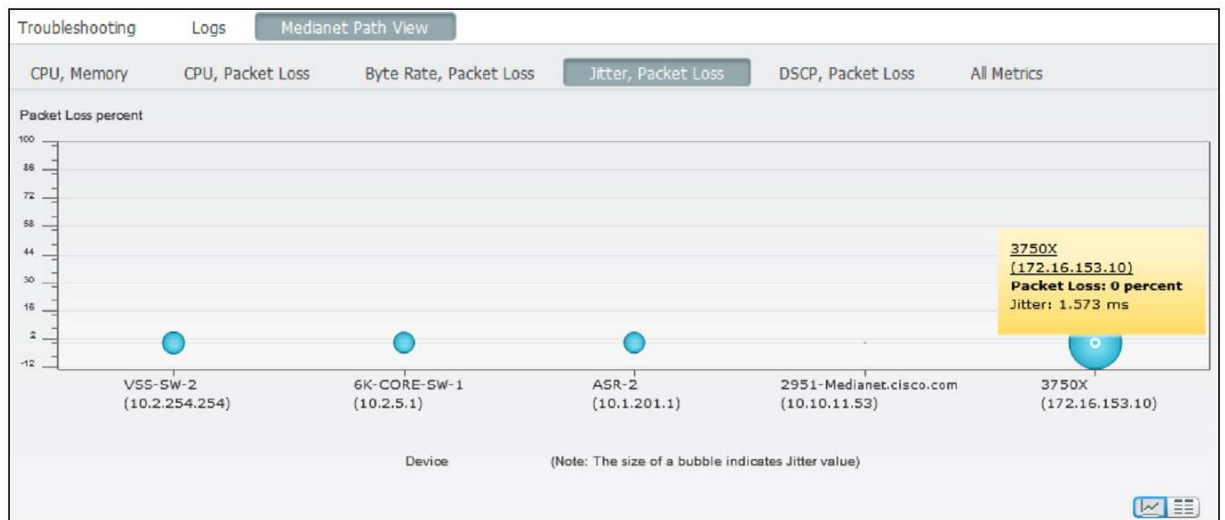 Troubleshooting Logs Medianet Path View
CPU, Memory CPU, Packet Loss Byte Rate, Packet Loss Jitter, Packet Loss DSCP, Packet Loss All Metrics
Packet Loss percent
100
86
72
58
44
30
16
2
-12
3750X
(172.16.153.10)
Packet Loss: 0 percent
Jitter: 1.573 ms
VSS-SW-2
(10.2.254.254)
6K-CORE-SW-1
(10.2.5.1)
ASR-2
(10.1.201.1)
2951-Medianet.cisco.com
(10.10.11.53)
3750X
(172.16.153.10)
Device (Note: The size of a bubble indicates Jitter value)